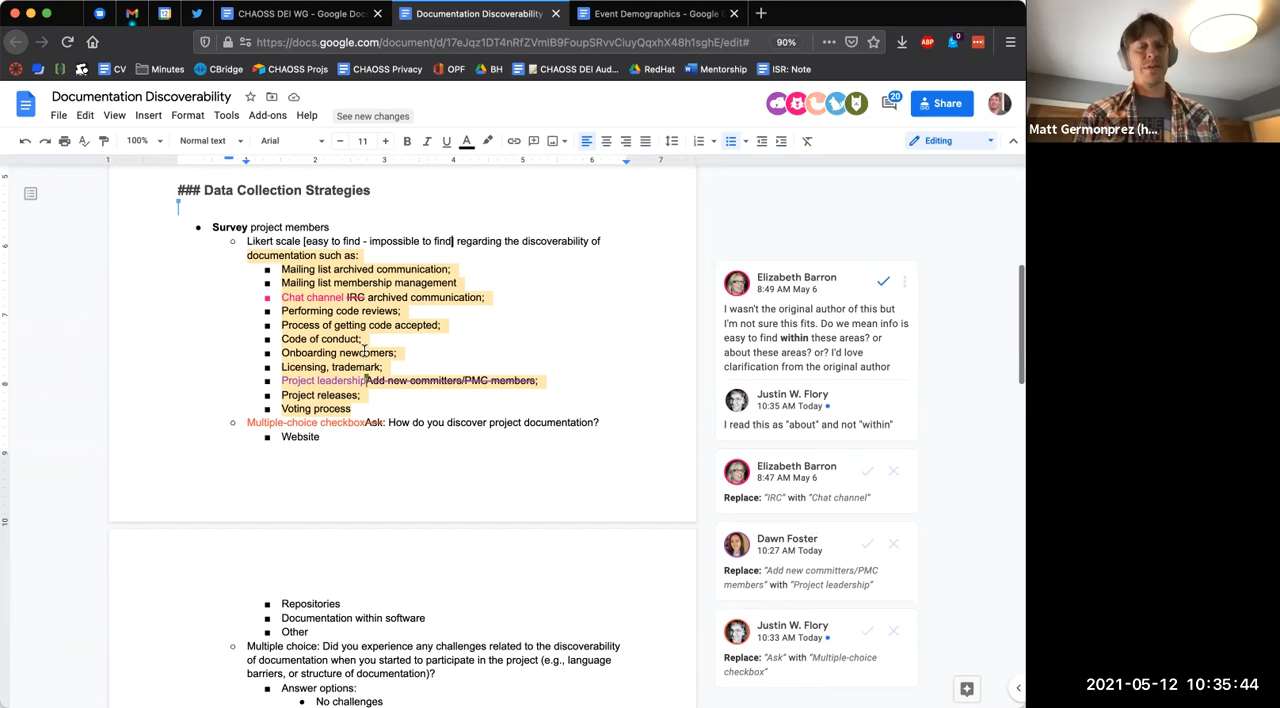 CHAOSS DEI WG - Google Doc
Documentation Discoverability
Event Demographics - Google D
https://docs.google.com/document/d/17eJqz1DT4nRfZVmIB9FoupSRvvCiuyQqxhX48h1sghE/edit#
90%
ABP
0
CV
Minutes
CBridge
CHAOSS Projs
CHAOSS Privacy
OPF
BH
CHAOSS DEI Aud...
RedHat
Mentorship
ISR: Note
Documentation Discoverability
File Edit View Insert Format Tools Add-ons Help
See new changes
20
Share
100%
Normal text
Arial
11
B I U A
Editing
1 2 3 4 5 6 7
### Data Collection Strategies
Survey project members
Likert scale [easy to find - impossible to find] regarding the discoverability of
documentation such as:
Mailing list archived communication;
Mailing list membership management
Chat channel IRC archived communication;
Performing code reviews;
Process of getting code accepted;
Code of conduct;
Onboarding newcomers;
Licensing, trademark;
Project leadershipAdd new committers/PMC members;
Project releases;
Voting process
Multiple-choice checkboxAsk: How do you discover project documentation?
Website
Repositories
Documentation within software
Other
Multiple choice: Did you experience any challenges related to the discoverability
of documentation when you started to participate in the project (e.g., language
barriers, or structure of documentation)?
Answer options:
No challenges
Elizabeth Barron
8:49 AM May 6
I wasn't the original author of this but
I'm not sure this fits. Do we mean info is
easy to find within these areas? or
about these areas? or? I'd love
clarification from the original author
Justin W. Flory
10:35 AM Today
I read this as "about" and not "within"
Elizabeth Barron
8:47 AM May 6
Replace: "IRC" with "Chat channel"
Dawn Foster
10:27 AM Today
Replace: "Add new committers/PMC
members" with "Project leadership"
Justin W. Flory
10:33 AM Today
Replace: "Ask" with "Multiple-choice
checkbox"
Matt Germonprez (h...
2021-05-12 10:35:44